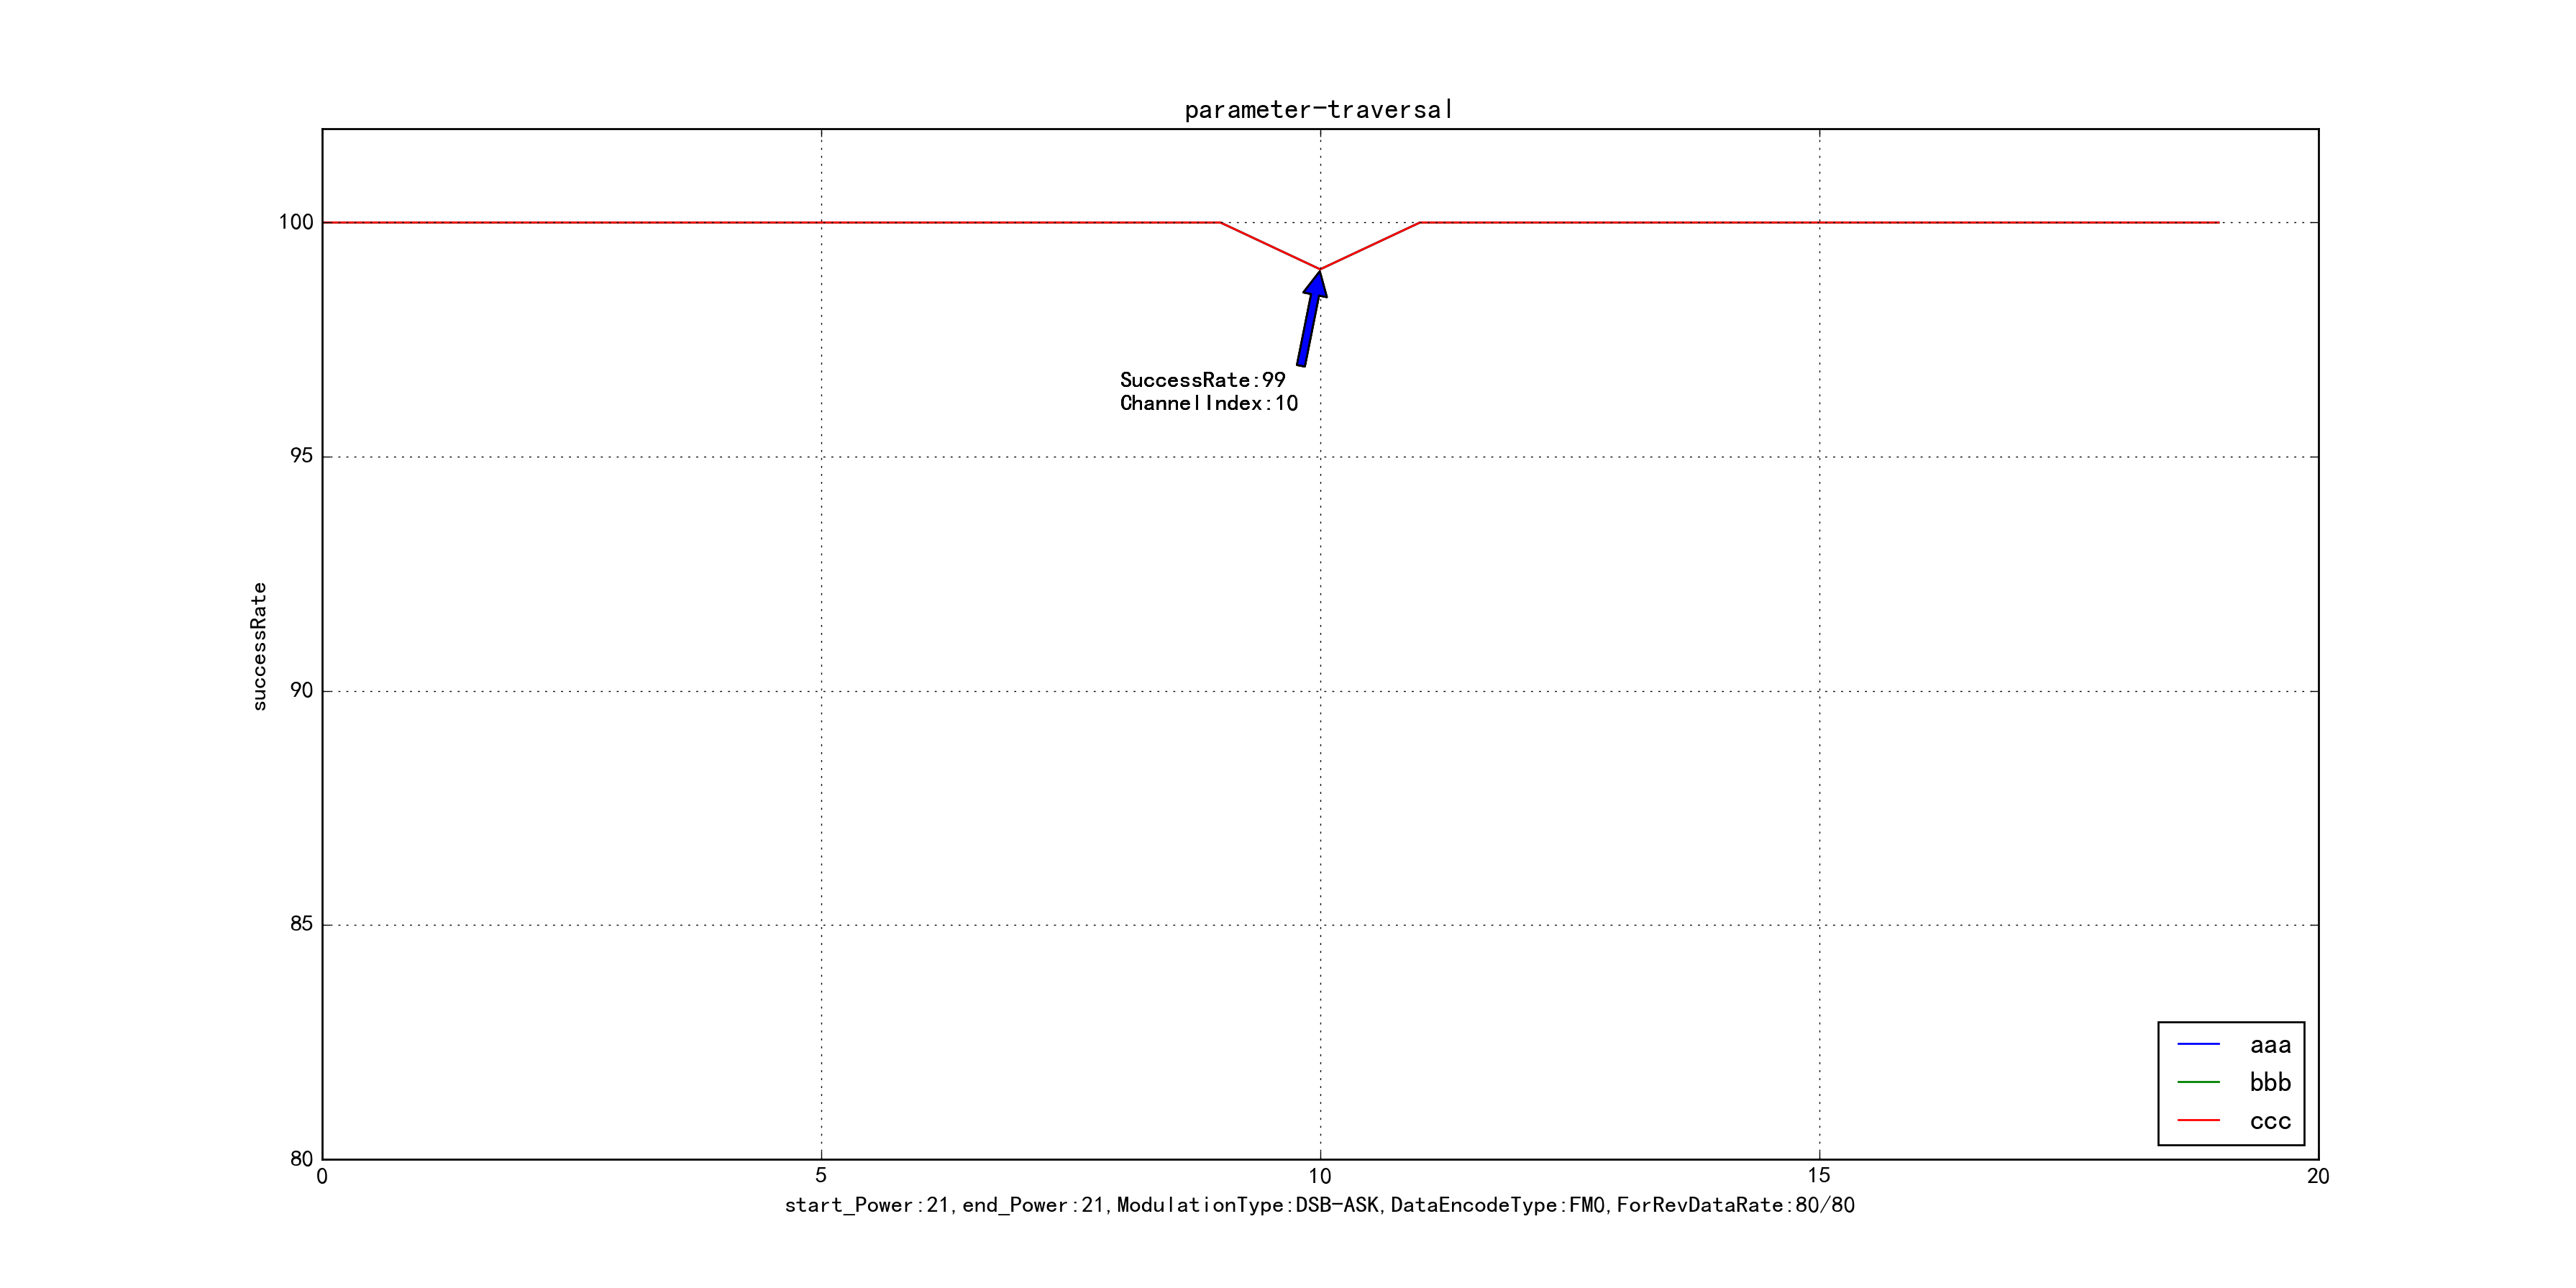 parameter-traversal
100
95
90
85
80
successRate
SuccessRate:99
ChannelIndex:10
aaa
bbb
ccc
0 5 10 15 20
start_Power:21,end_Power:21,ModulationType:DSB-ASK,DataEncodeType:FM0,ForRevDataRate:80/80